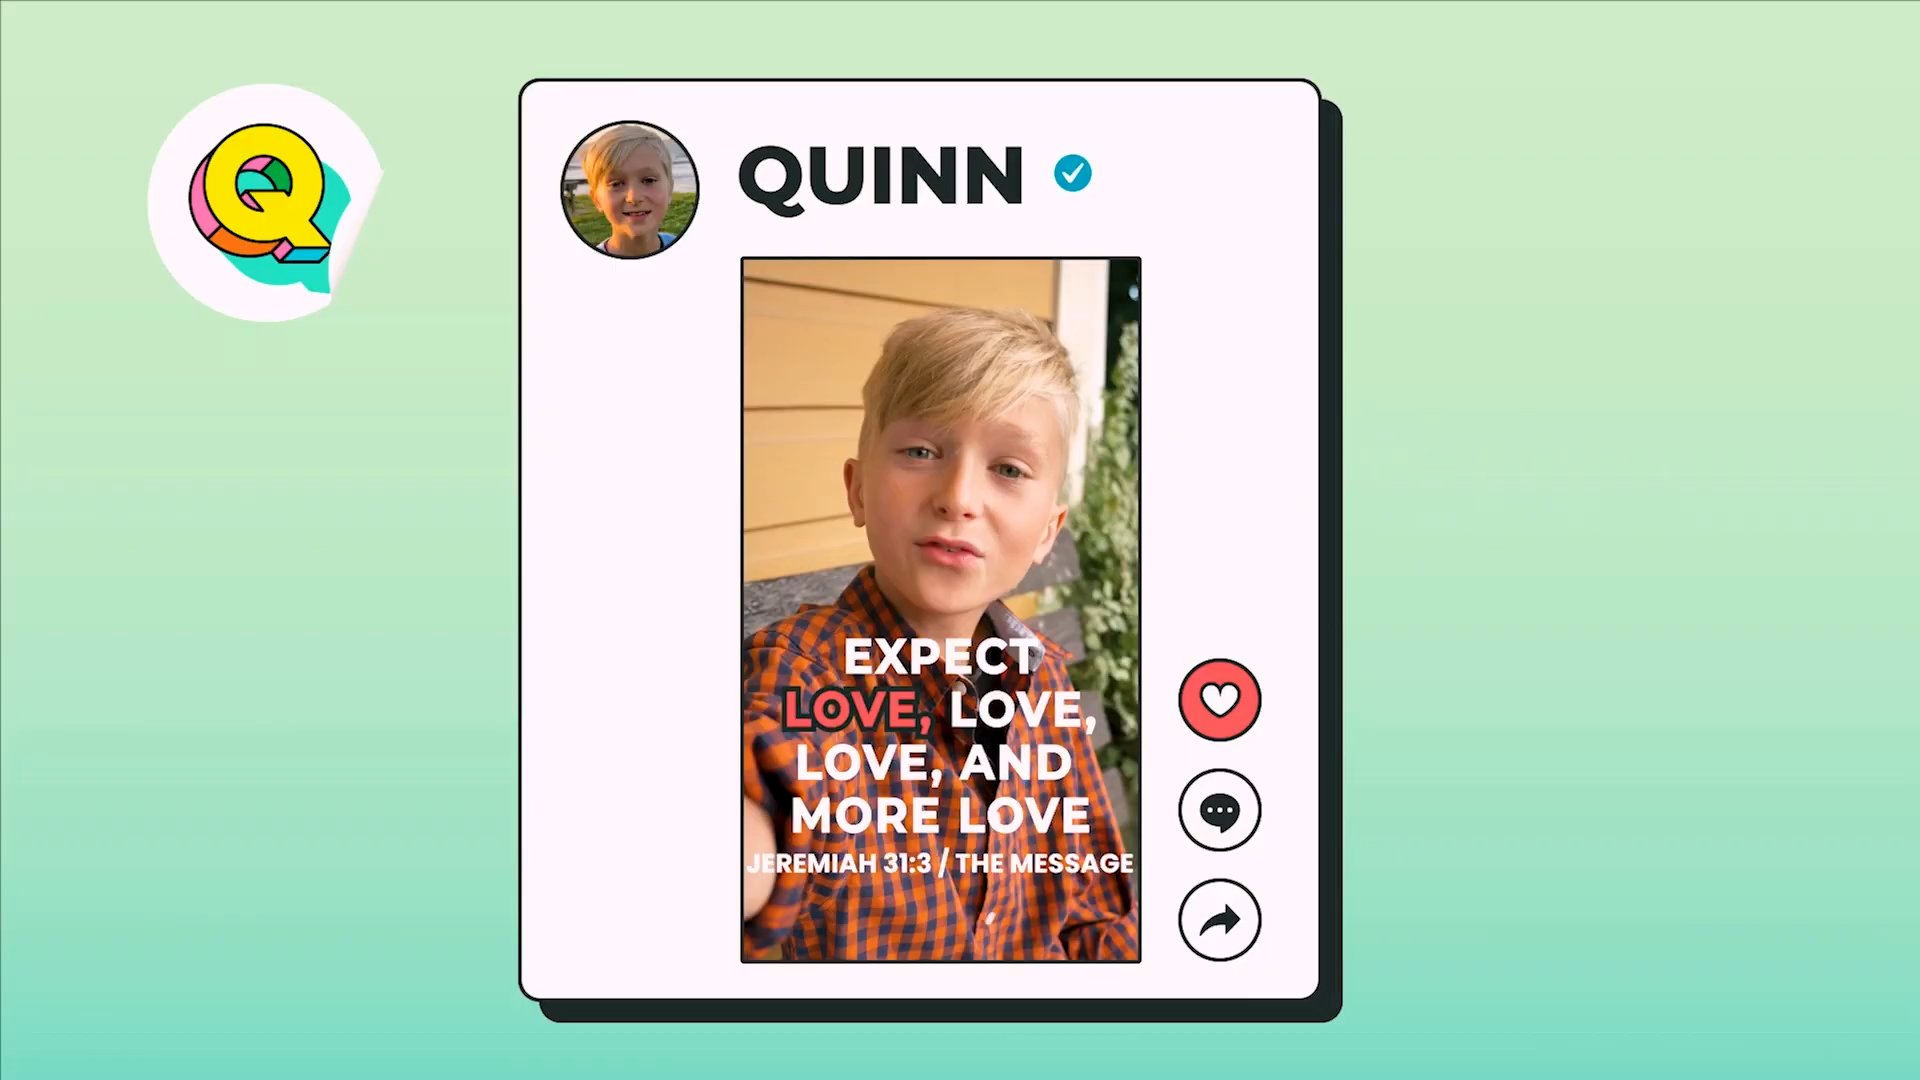 Q
QUINN
EXPECT
LOVE, LOVE,
LOVE, AND
MORE LOVE
JEREMIAH 31:3 / THE MESSAGE